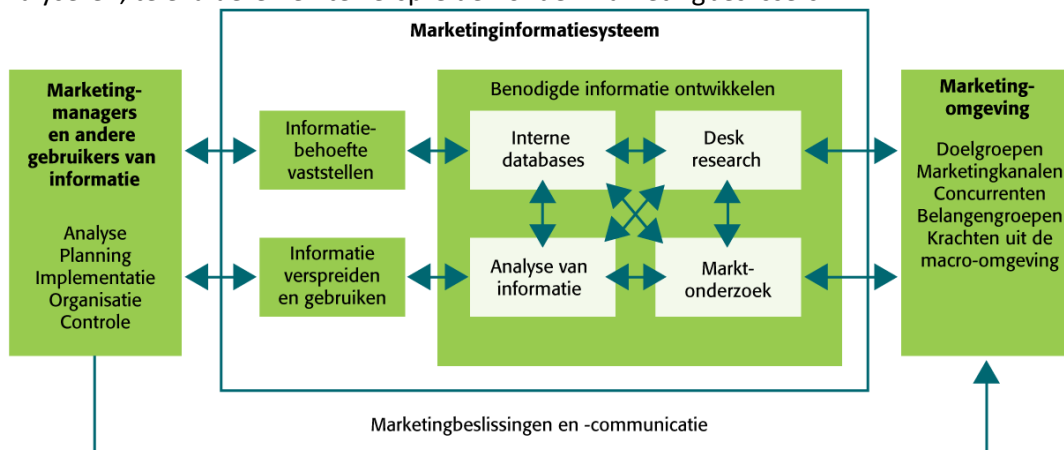 Marketinginformatiesysteem
Marketing-
managers
en andere
gebruikers van
informatie
Analyse
Planning
Implementatie
Organisatie
Controle
Informatie-
behoefte
vaststellen
Informatie
verspreiden
en gebruiken
Benodigde informatie ontwikkelen
Interne
databases
Desk
research
Analyse van
informatie
Markt-
onderzoek
Marketing-
omgeving
Doelgroepen
Marketingkanalen
Concurrenten
Belangengroepen
Krachten uit de
macro-omgeving
Marketingbeslissingen en -communicatie